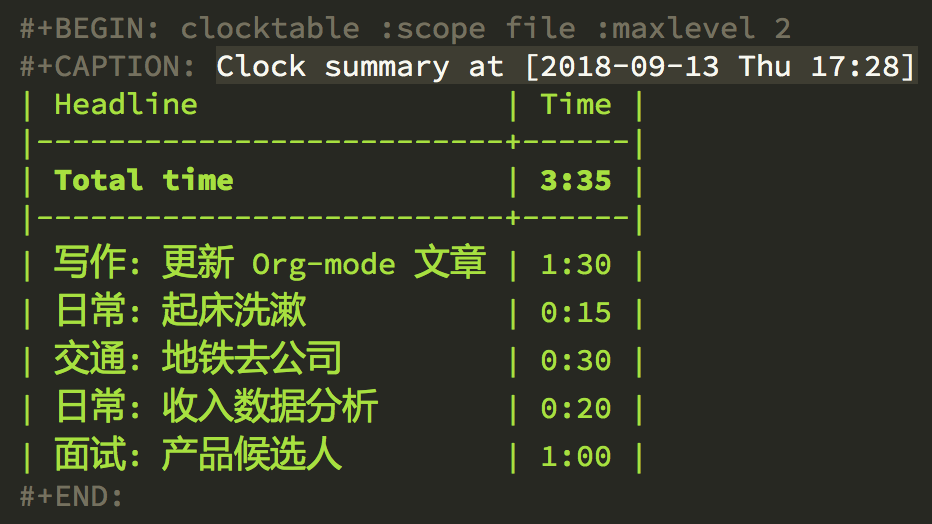 #+BEGIN: clocktable :scope file :maxlevel 2
#+CAPTION: Clock summary at [2018-09-13 Thu 17:28]
| Headline                 | Time |
|--------------------------+------|
| Total time               | 3:35 |
|--------------------------+------|
| 写作: 更新 Org-mode 文章 | 1:30 |
| 日常: 起床洗漱           | 0:15 |
| 交通: 地铁去公司         | 0:30 |
| 日常: 收入数据分析       | 0:20 |
| 面试: 产品候选人         | 1:00 |
#+END: